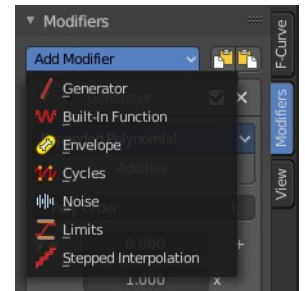 Modifiers
F-Curve
Add Modifier
Generator
Built-In Function
Modifiers
Envelope
Cycles
Additive
View
Noise
Limits
0.000
+
Stepped Interpolation
1.000
x